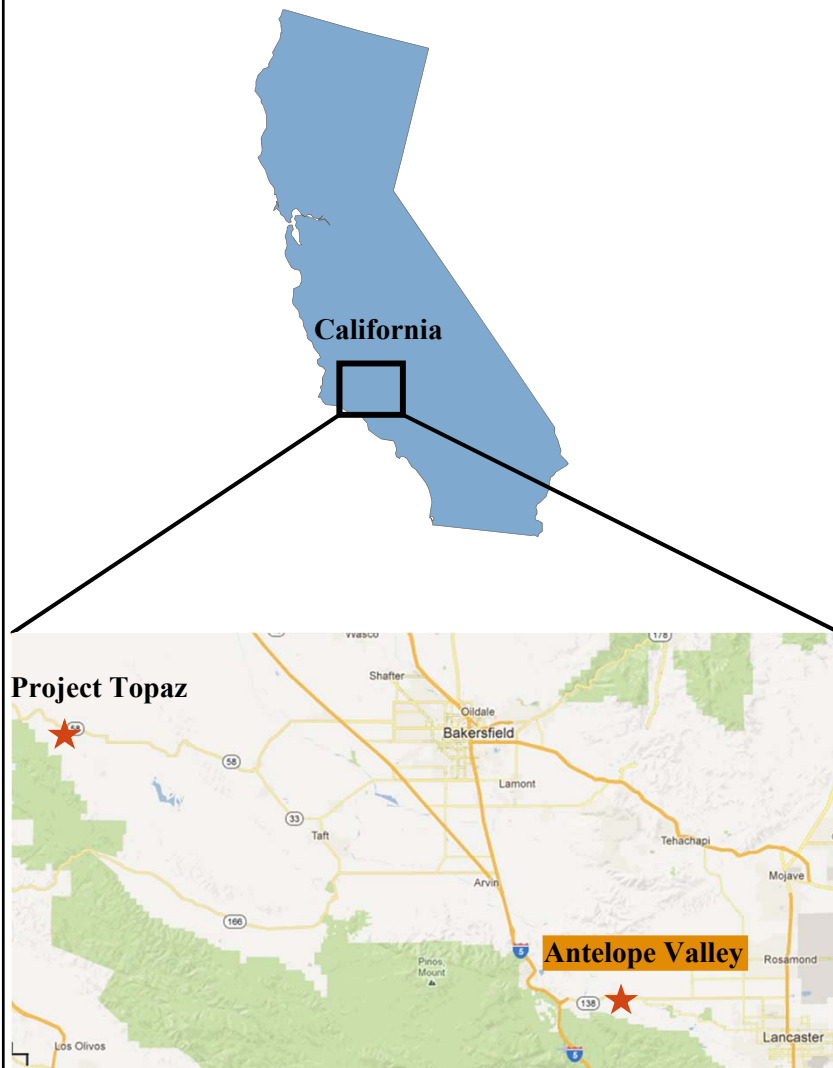 California
Wasco
178
Project Topaz
Shafter
Oildale
58
Bakersfield
58
Lamont
33
Taft
Tehachapi
Mojave
Arvin
166
5
Antelope Valley
Pinos
Mount
Rosamond
138
Lancaster
Los Olivos
5